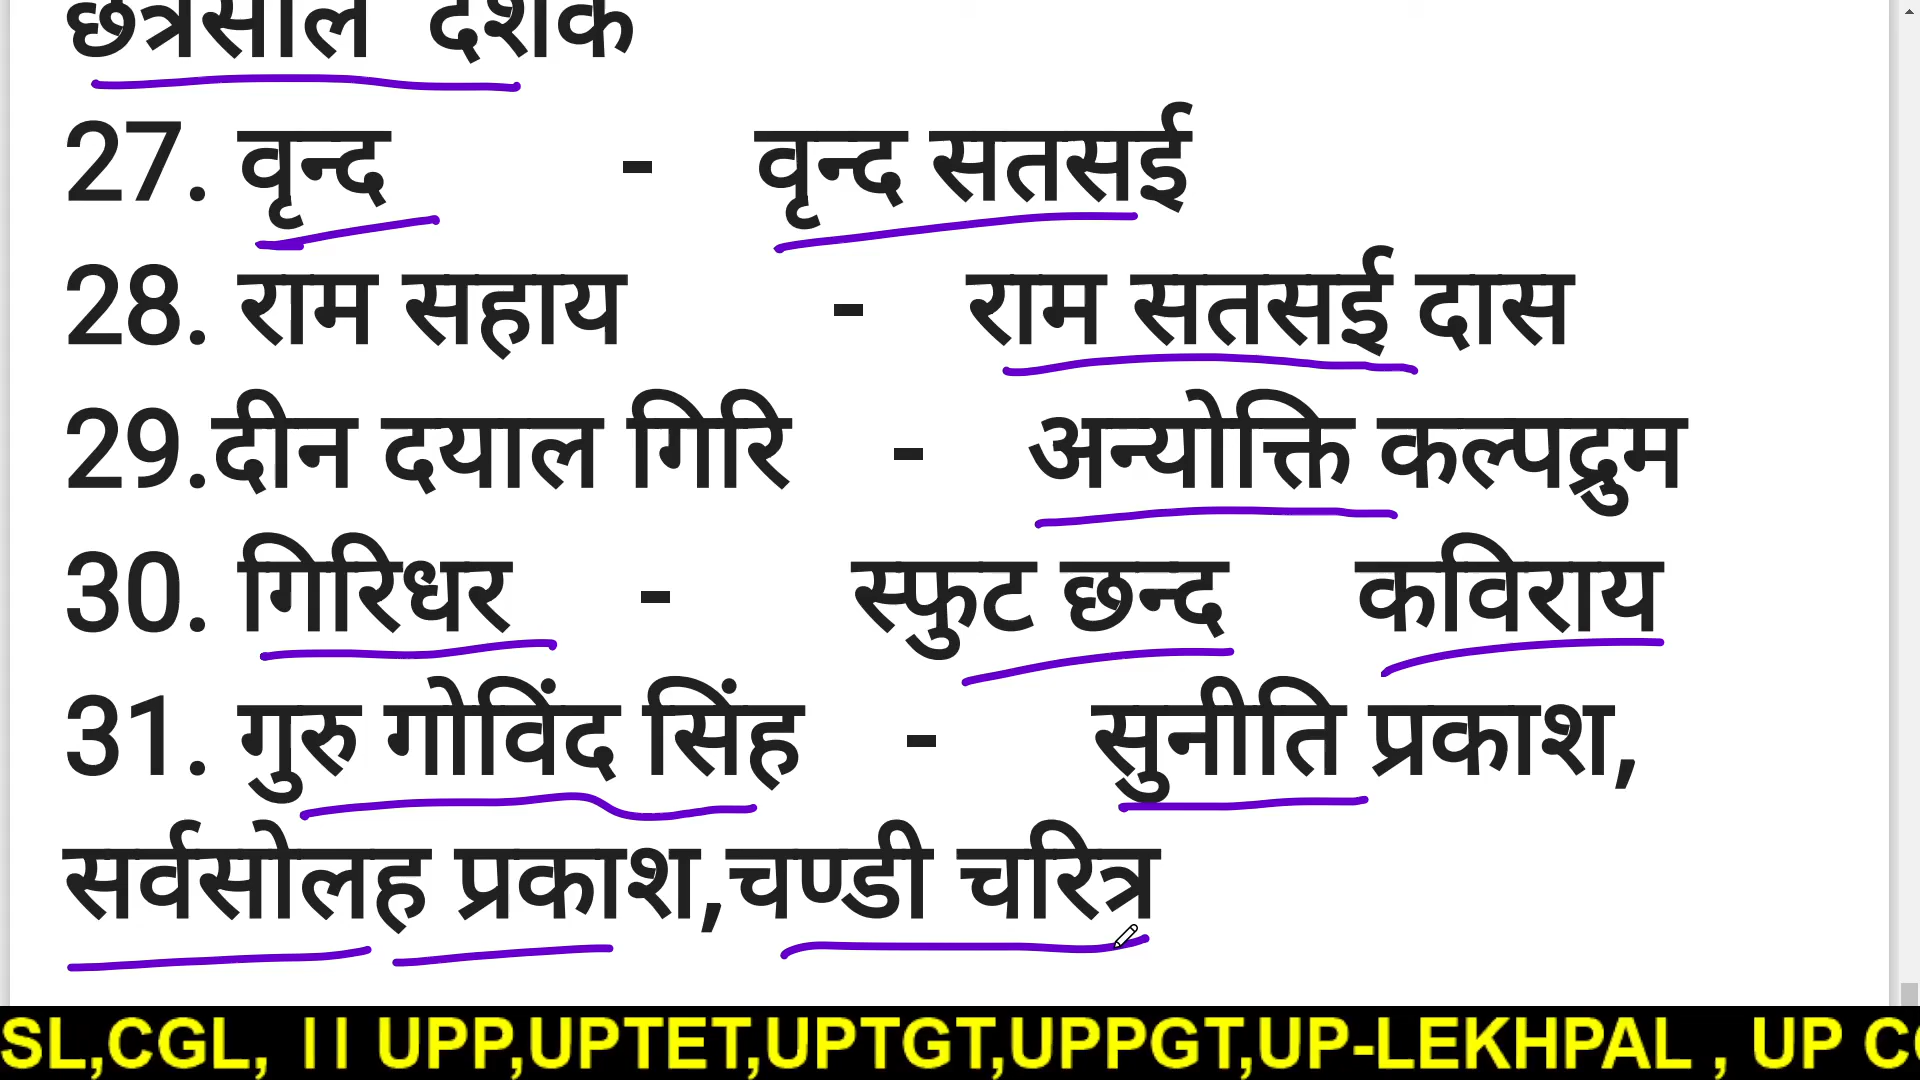 छत्रसाल दशक
27. वृन्द - वृन्द सतसई
28. राम सहाय - राम सतसई दास
29.दीन दयाल गिरि - अन्योक्ति कल्पद्रुम
30. गिरिधर - स्फुट छन्द कविराय
31. गुरु गोविंद सिंह - सुनीति प्रकाश,
सर्वसोलह प्रकाश,चण्डी चरित्र
SL,CGL, || UPP,UPTET,UPTGT,UPPGT,UP-LEKHPAL , UP